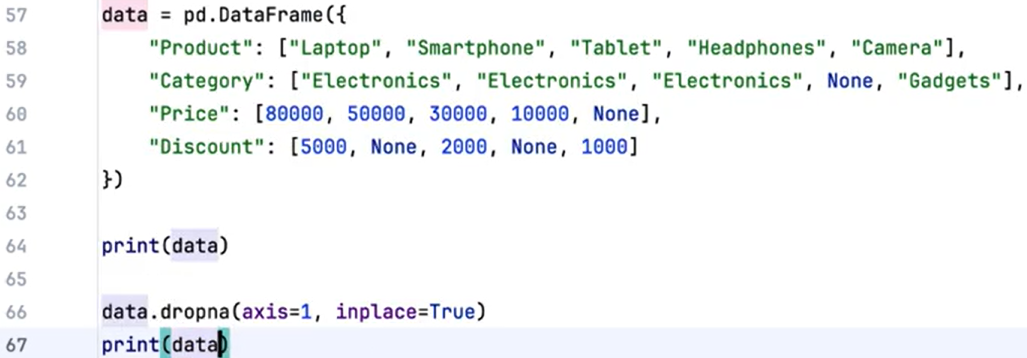 57 data = pd.DataFrame({
58     "Product": ["Laptop", "Smartphone", "Tablet", "Headphones", "Camera"],
59     "Category": ["Electronics", "Electronics", "Electronics", None, "Gadgets"],
60     "Price": [80000, 50000, 30000, 10000, None],
61     "Discount": [5000, None, 2000, None, 1000]
62 })
63
64 print(data)
65
66 data.dropna(axis=1, inplace=True)
67 print(data)